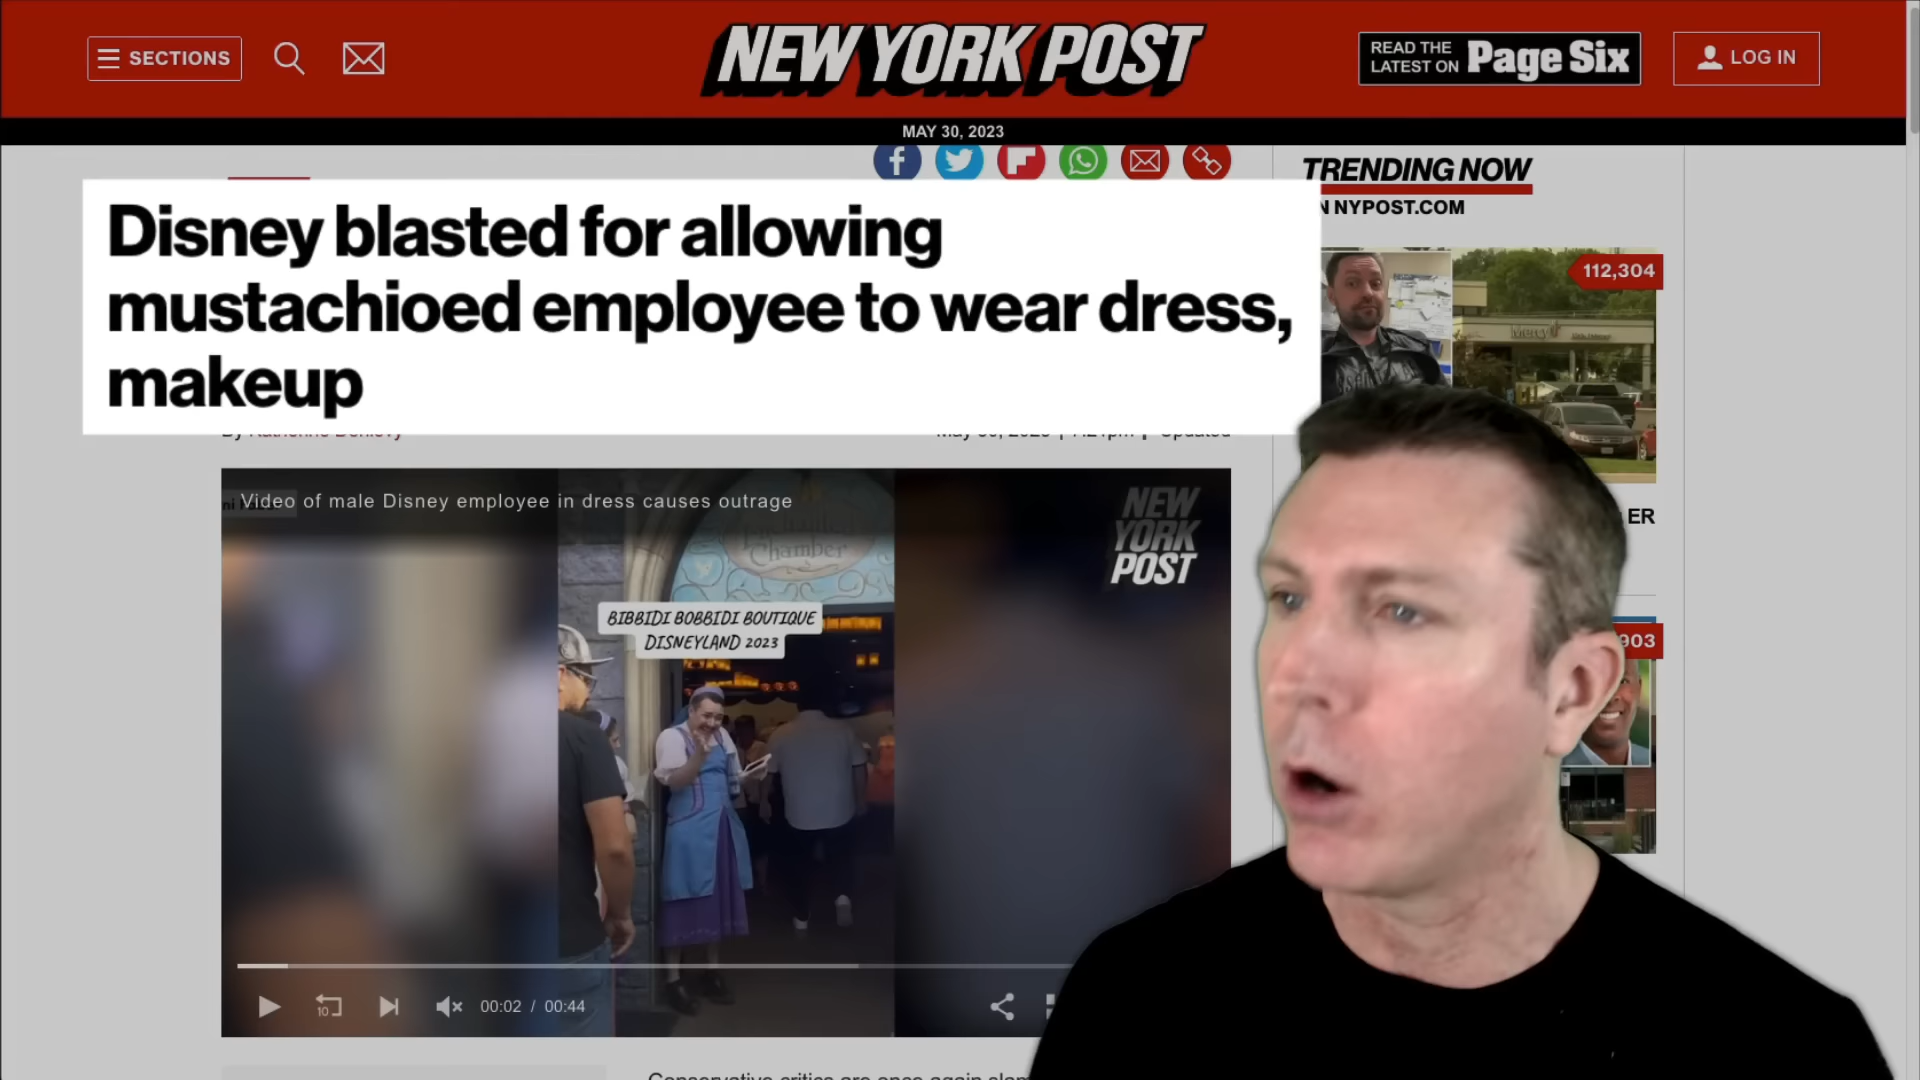 SECTIONS
NEW YORK POST
READ THE
LATEST ON
Page Six
LOG IN
MAY 30, 2023
TRENDING NOW
N NYPOST.COM
Disney blasted for allowing
mustachioed employee to wear dress,
makeup
112,304
ER
903
Video of male Disney employee in dress causes outrage
NEW
YORK
POST
Chamber
BIBBIDI BOBBIDI BOUTIQUE
DISNEYLAND 2023
10
00:02 / 00:44